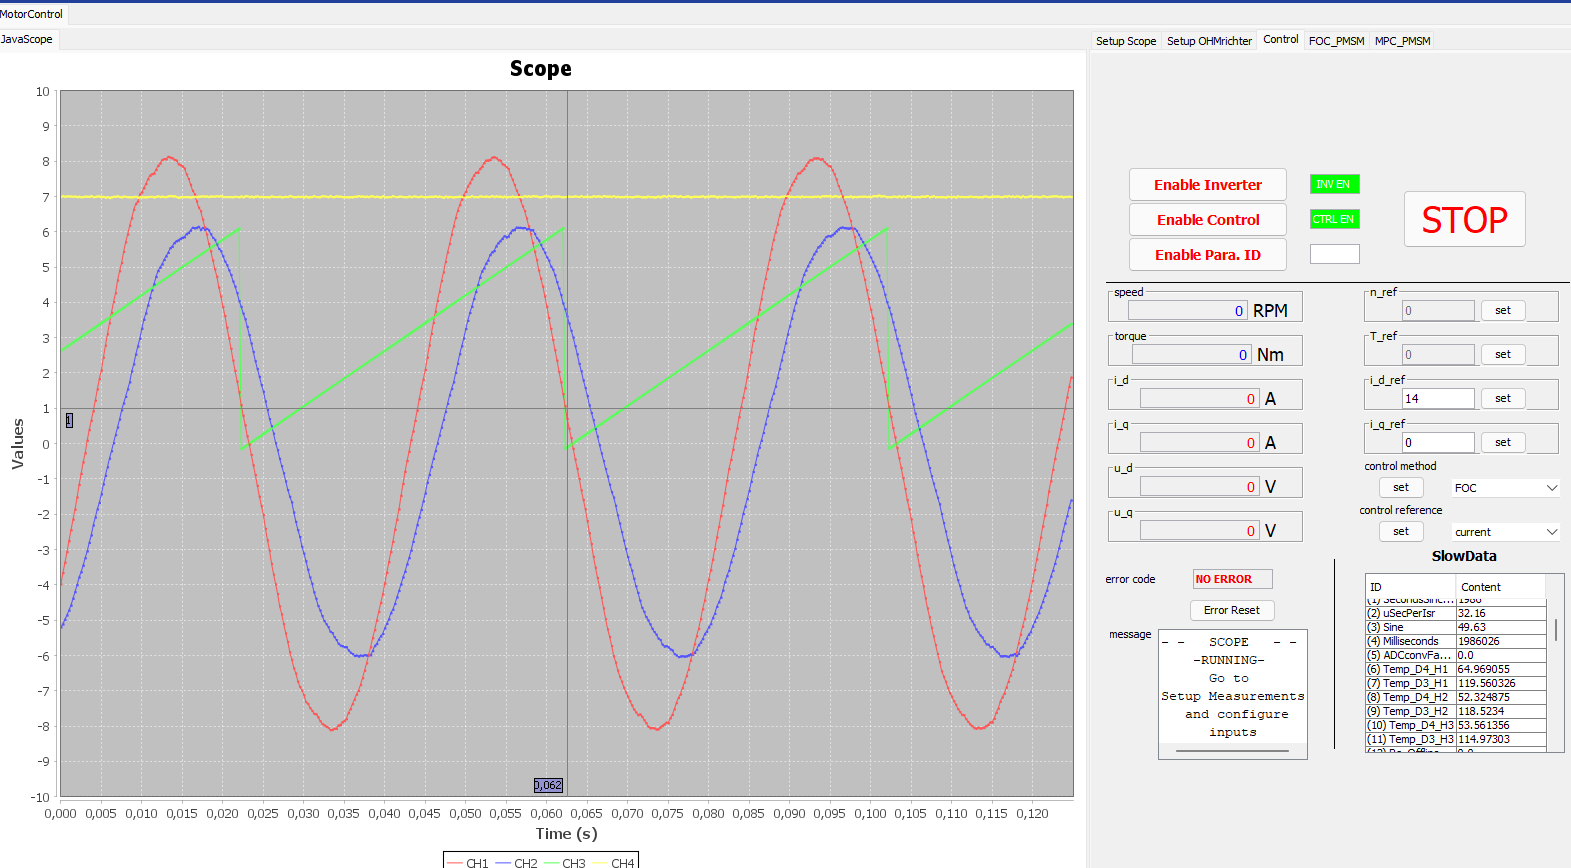 MotorControl
JavaScope
Scope
10
9
8
7
6
5
4
3
2
1
0
-1
-2
-3
-4
-5
-6
-7
-8
-9
-10
Values
1
0,062
0,000 0,005 0,010 0,015 0,020 0,025 0,030 0,035 0,040 0,045 0,050 0,055 0,060 0,065 0,070 0,075 0,080 0,085 0,090 0,095 0,100 0,105 0,110 0,115 0,120
Time (s)
CH1 CH2 CH3 CH4
Setup Scope Setup OHMrichter Control FOC_PMSM MPC_PMSM
Enable Inverter INV EN
Enable Control CTRL EN
Enable Para. ID
STOP
speed
0 RPM
torque
0 Nm
i_d
0 A
i_q
0 A
u_d
0 V
u_q
0 V
n_ref
0 set
T_ref
0 set
i_d_ref
14 set
i_q_ref
0 set
control method
set FOC
control reference
set current
error code NO ERROR
Error Reset
message
- - SCOPE - -
-RUNNING-
Go to
Setup Measurements
and configure
inputs
SlowData
ID Content
(1) SecondsSinc... 1986
(2) uSecPerIsr 32.16
(3) Sine 49.63
(4) Milliseconds 1986026
(5) ADCconvFa... 0.0
(6) Temp_D4_H1 64.969055
(7) Temp_D3_H1 119.560326
(8) Temp_D4_H2 52.324875
(9) Temp_D3_H2 118.5234
(10) Temp_D4_H3 53.561356
(11) Temp_D3_H3 114.97303